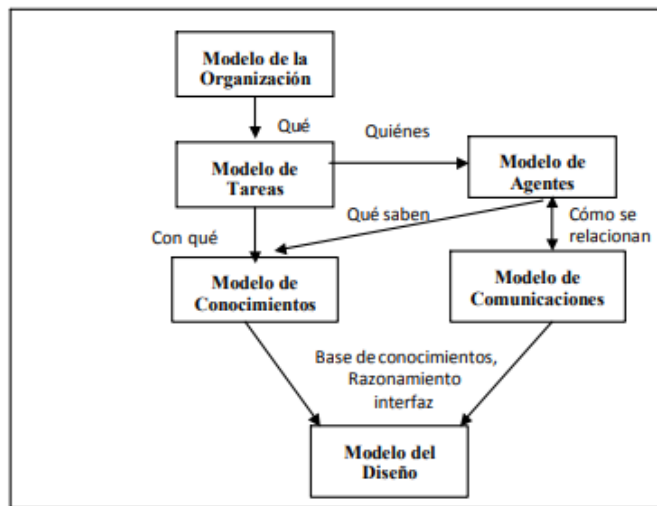 Modelo de la
Organización
Qué
Quiénes
Modelo de
Tareas
Modelo de
Agentes
Qué saben
Cómo se
relacionan
Con qué
Modelo de
Conocimientos
Modelo de
Comunicaciones
Base de conocimientos,
Razonamiento
interfaz
Modelo del
Diseño